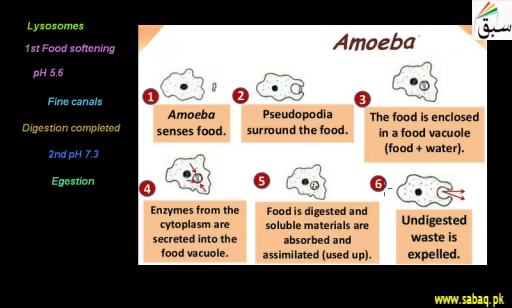 Lysosomes
1st Food softening
pH 5.6
Fine canals
Digestion completed
2nd pH 7.3
Egestion
Amoeba
1
Amoeba
senses food.
2
Pseudopodia
surround the food.
3
The food is enclosed
in a food vacuole
(food + water).
4
Enzymes from the
cytoplasm are
secreted into the
food vacuole.
5
Food is digested and
soluble materials are
absorbed and
assimilated (used up).
6
Undigested
waste is
expelled.
سبق
www.sabaq.pk